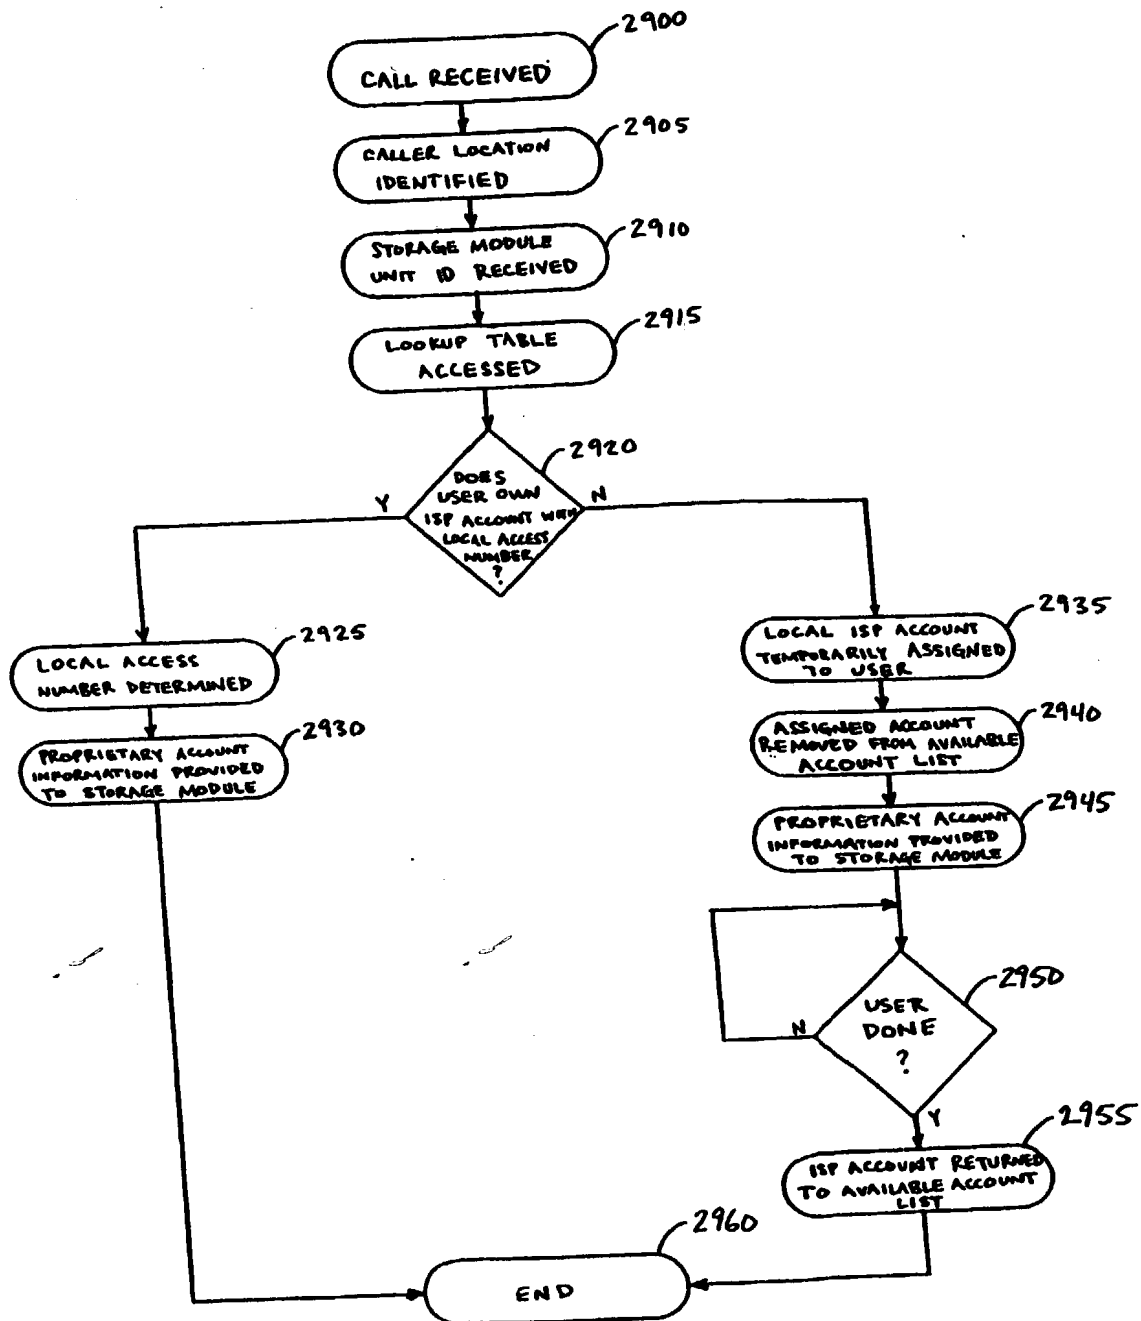 2900
CALL RECEIVED
2905
CALLER LOCATION
IDENTIFIED
2910
STORAGE MODULE
UNIT ID RECEIVED
2915
LOOKUP TABLE
ACCESSED
2920
DOES
USER OWN
ISP ACCOUNT WITH
LOCAL ACCESS
NUMBER
?
Y
N
2925
LOCAL ACCESS
NUMBER DETERMINED
2930
PROPRIETARY ACCOUNT
INFORMATION PROVIDED
TO STORAGE MODULE
2935
LOCAL ISP ACCOUNT
TEMPORARILY ASSIGNED
TO USER
2940
ASSIGNED ACCOUNT
REMOVED FROM AVAILABLE
ACCOUNT LIST
2945
PROPRIETARY ACCOUNT
INFORMATION PROVIDED
TO STORAGE MODULE
2950
USER
DONE
?
N
Y
2955
ISP ACCOUNT RETURNED
TO AVAILABLE ACCOUNT
LIST
2960
END